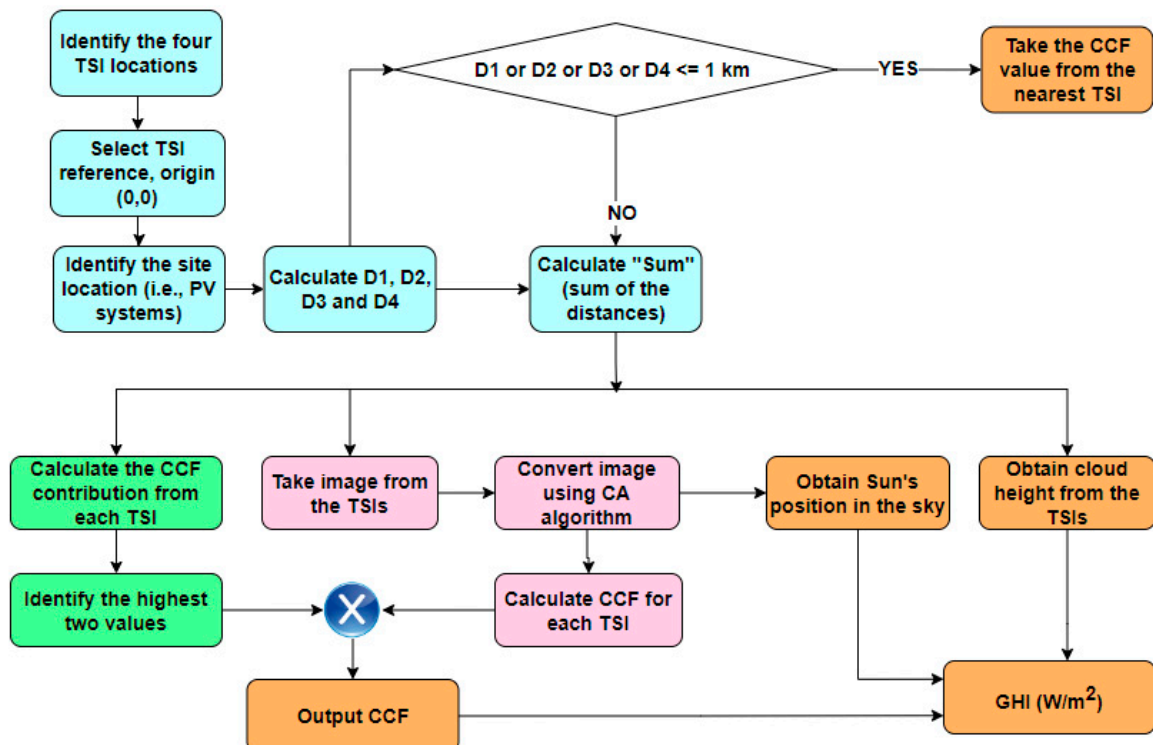 Identify the four
TSI locations
D1 or D2 or D3 or D4 <= 1 km
YES
Take the CCF
value from the
nearest TSI
Select TSI
reference, origin
(0,0)
NO
Identify the site
location (i.e., PV
systems)
Calculate D1, D2,
D3 and D4
Calculate "Sum"
(sum of the
distances)
Calculate the CCF
contribution from
each TSI
Take image from
the TSIs
Convert image
using CA
algorithm
Obtain Sun's
position in the sky
Obtain cloud
height from the
TSIs
Identify the highest
two values
X
Calculate CCF for
each TSI
Output CCF
GHI (W/m²)